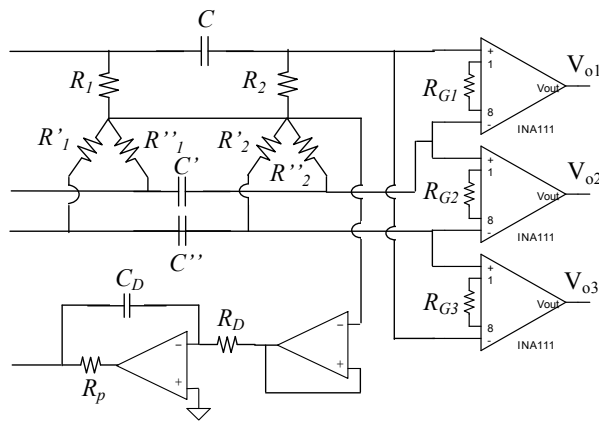 C
R1
R2
R'1
R''1
R'2
R''2
C'
C''
CD
RD
Rp
−
+
−
+
+
1
RG1
8
-
Vout
INA111
Vo1
+
1
RG2
8
-
Vout
INA111
Vo2
+
1
RG3
8
-
Vout
INA111
Vo3